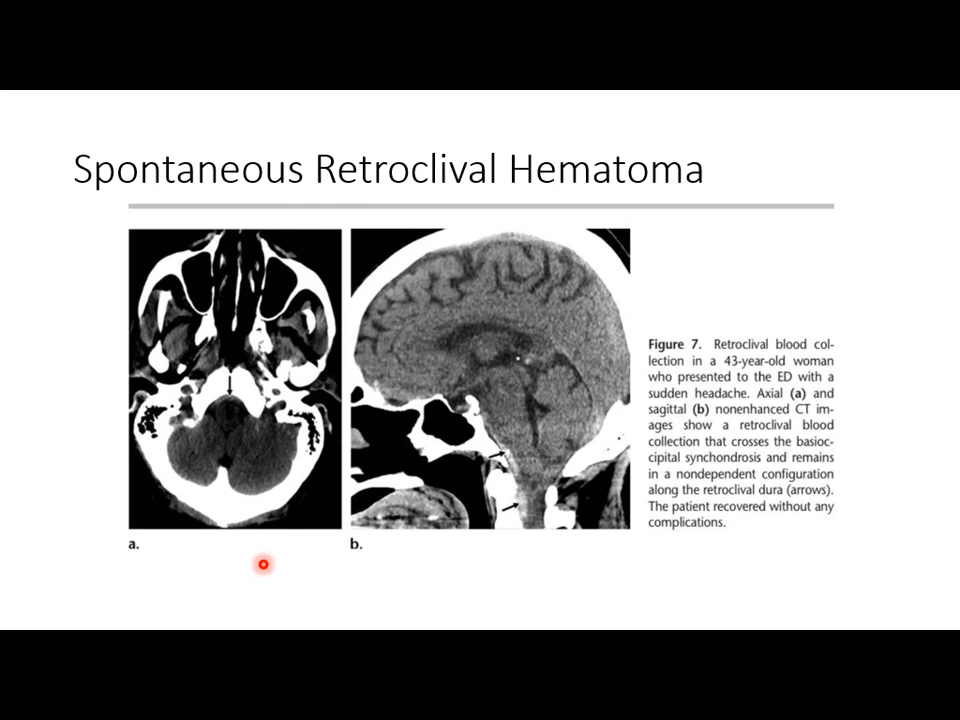 Spontaneous Retroclival Hematoma
Figure 7. Retroclival blood col-
lection in a 43-year-old woman
who presented to the ED with a
sudden headache. Axial (a) and
sagittal (b) nonenhanced CT im-
ages show a retroclival blood
collection that crosses the basioc-
cipital synchondrosis and remains
in a nondependent configuration
along the retroclival dura (arrows).
The patient recovered without any
complications.
a.
b.